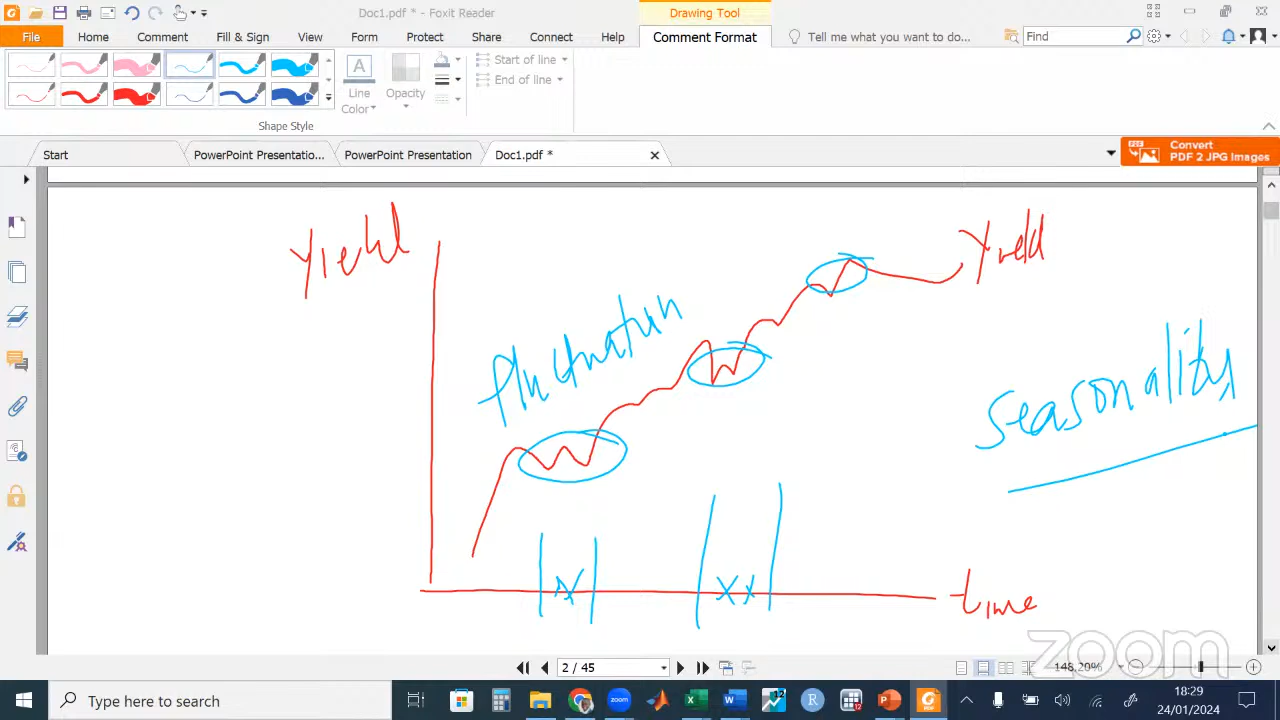 Doc1.pdf * - Foxit Reader
Drawing Tool
File
Home
Comment
Fill & Sign
View
Form
Protect
Share
Connect
Help
Comment Format
Tell me what you want to do...
Find
Line Color
Opacity
Start of line
End of line
Shape Style
Start
PowerPoint Presentatio...
PowerPoint Presentation
Doc1.pdf *
Convert
PDF 2 JPG Images
Yield
Yield
fluctuation
seasonality
x
xx
time
zoom
2 / 45
148.20%
Type here to search
18:29
24/01/2024